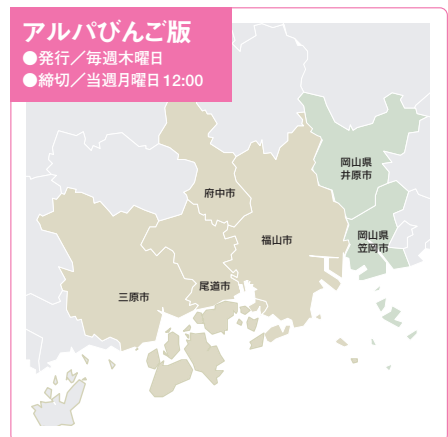 アルパびんご版
●発行／毎週木曜日
●締切／当週月曜日12:00
岡山県
井原市
府中市
岡山県
笠岡市
福山市
尾道市
三原市